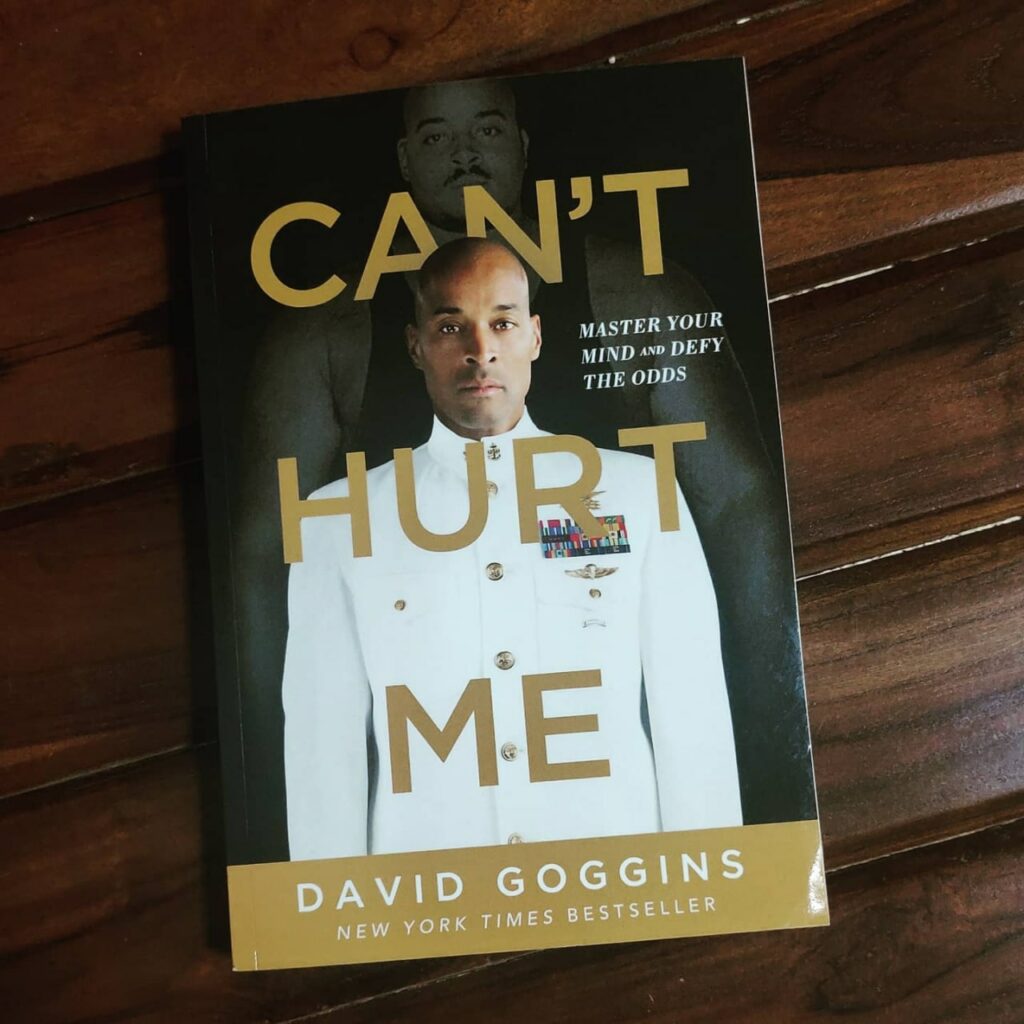 CAN'T
MASTER YOUR
MIND AND DEFY
THE ODDS
HURT
ME
DAVID GOGGINS
NEW YORK TIMES BESTSELLER